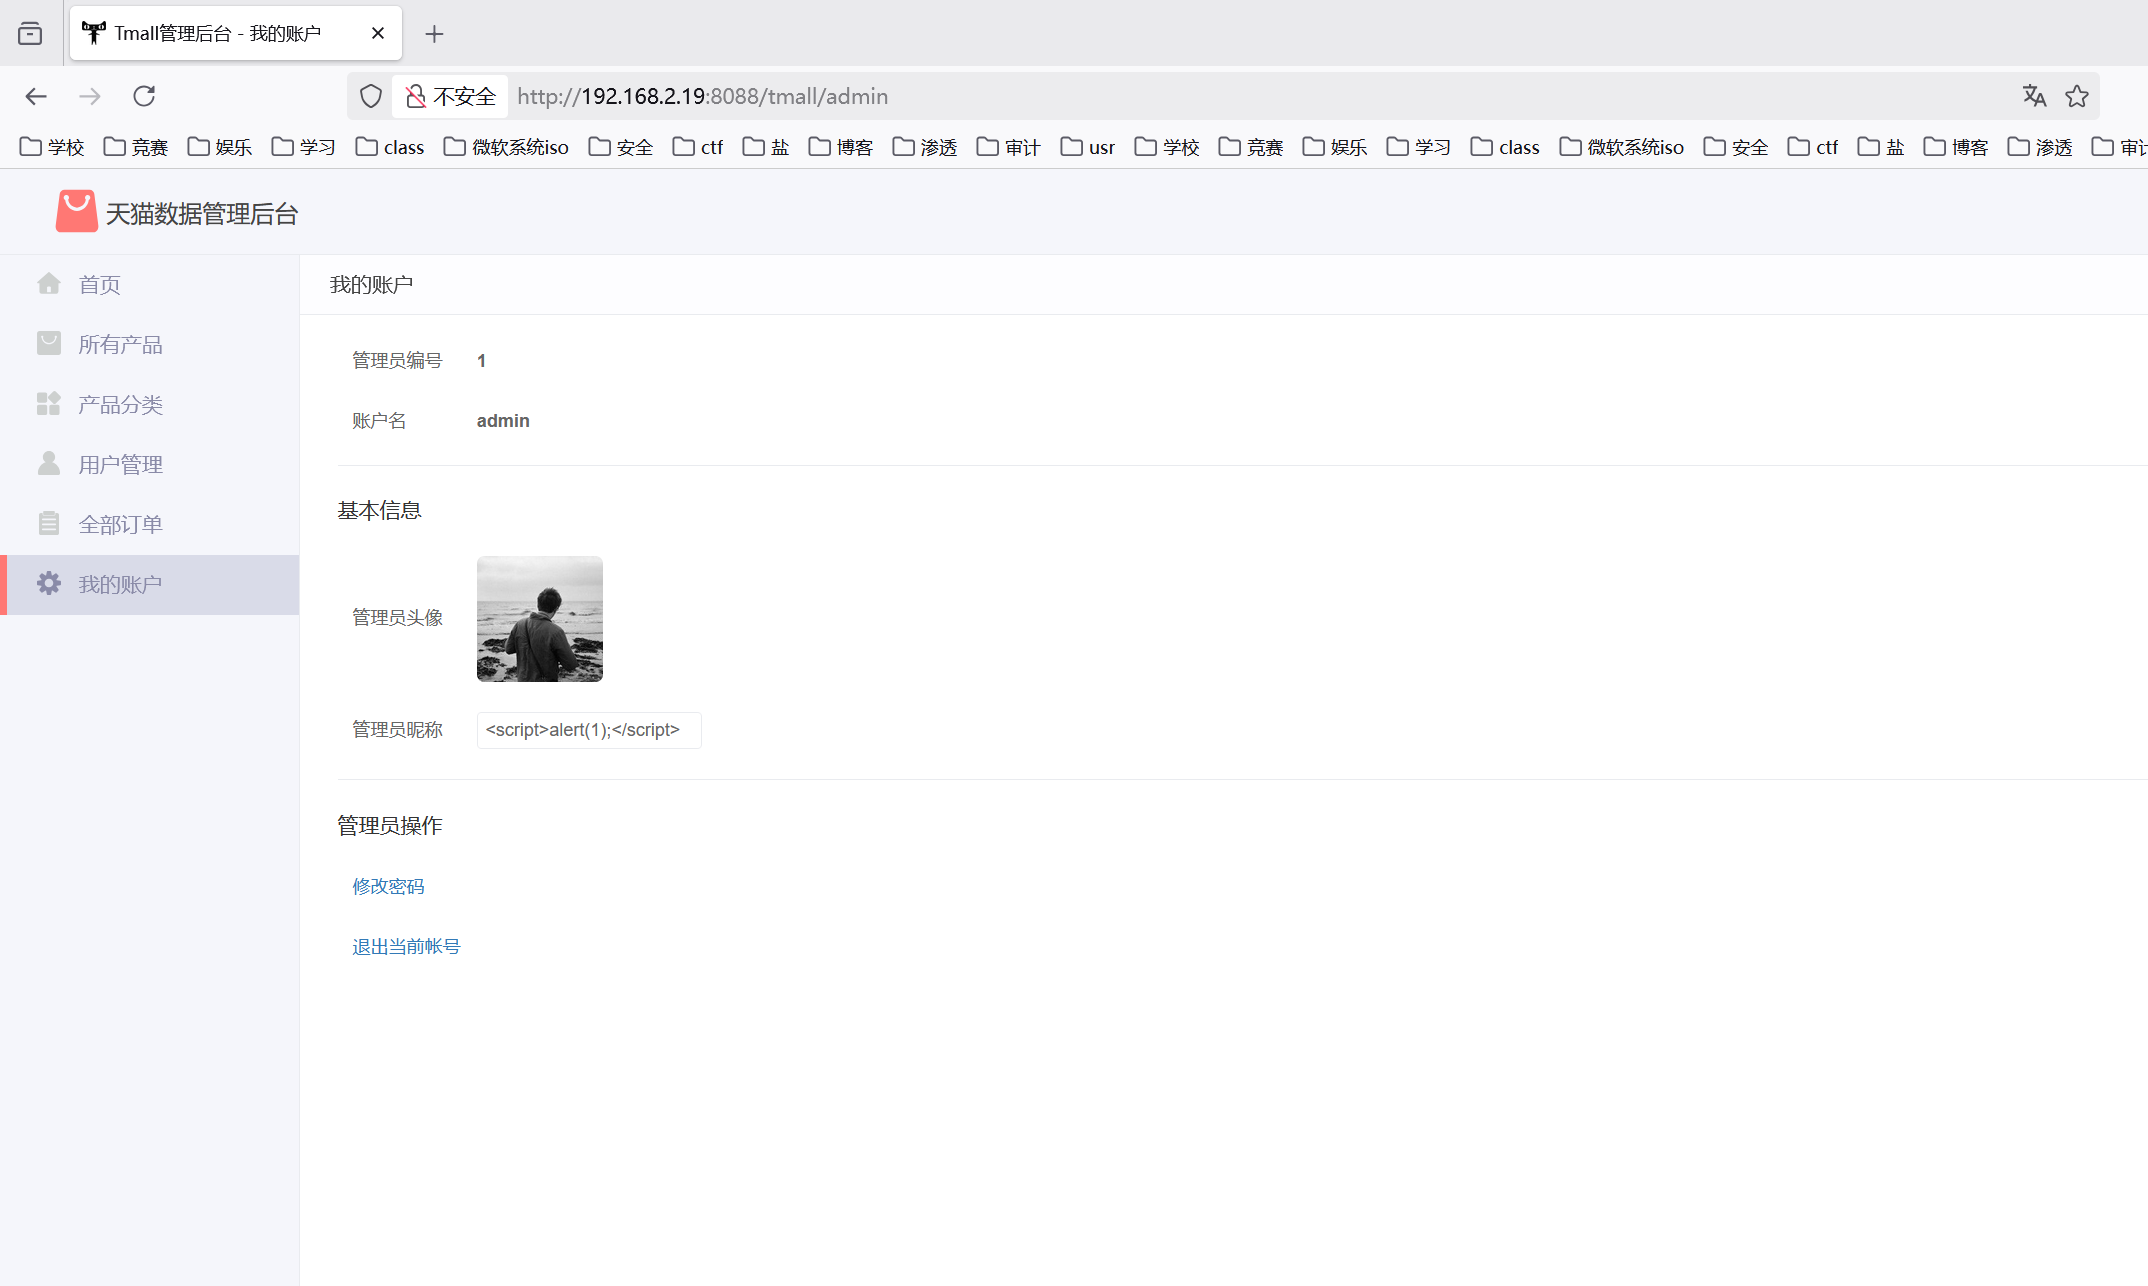 Tmall管理后台 - 我的账户
不安全 http://192.168.2.19:8088/tmall/admin
学校 竞赛 娱乐 学习 class 微软系统iso 安全 ctf 盐 博客 渗透 审计 usr 学校 竞赛 娱乐 学习 class 微软系统iso 安全 ctf 盐 博客 渗透 审计
天猫数据管理后台
首页
所有产品
产品分类
用户管理
全部订单
我的账户
我的账户
管理员编号 1
账户名 admin
基本信息
管理员头像
管理员昵称 <script>alert(1);</script>
管理员操作
修改密码
退出当前帐号